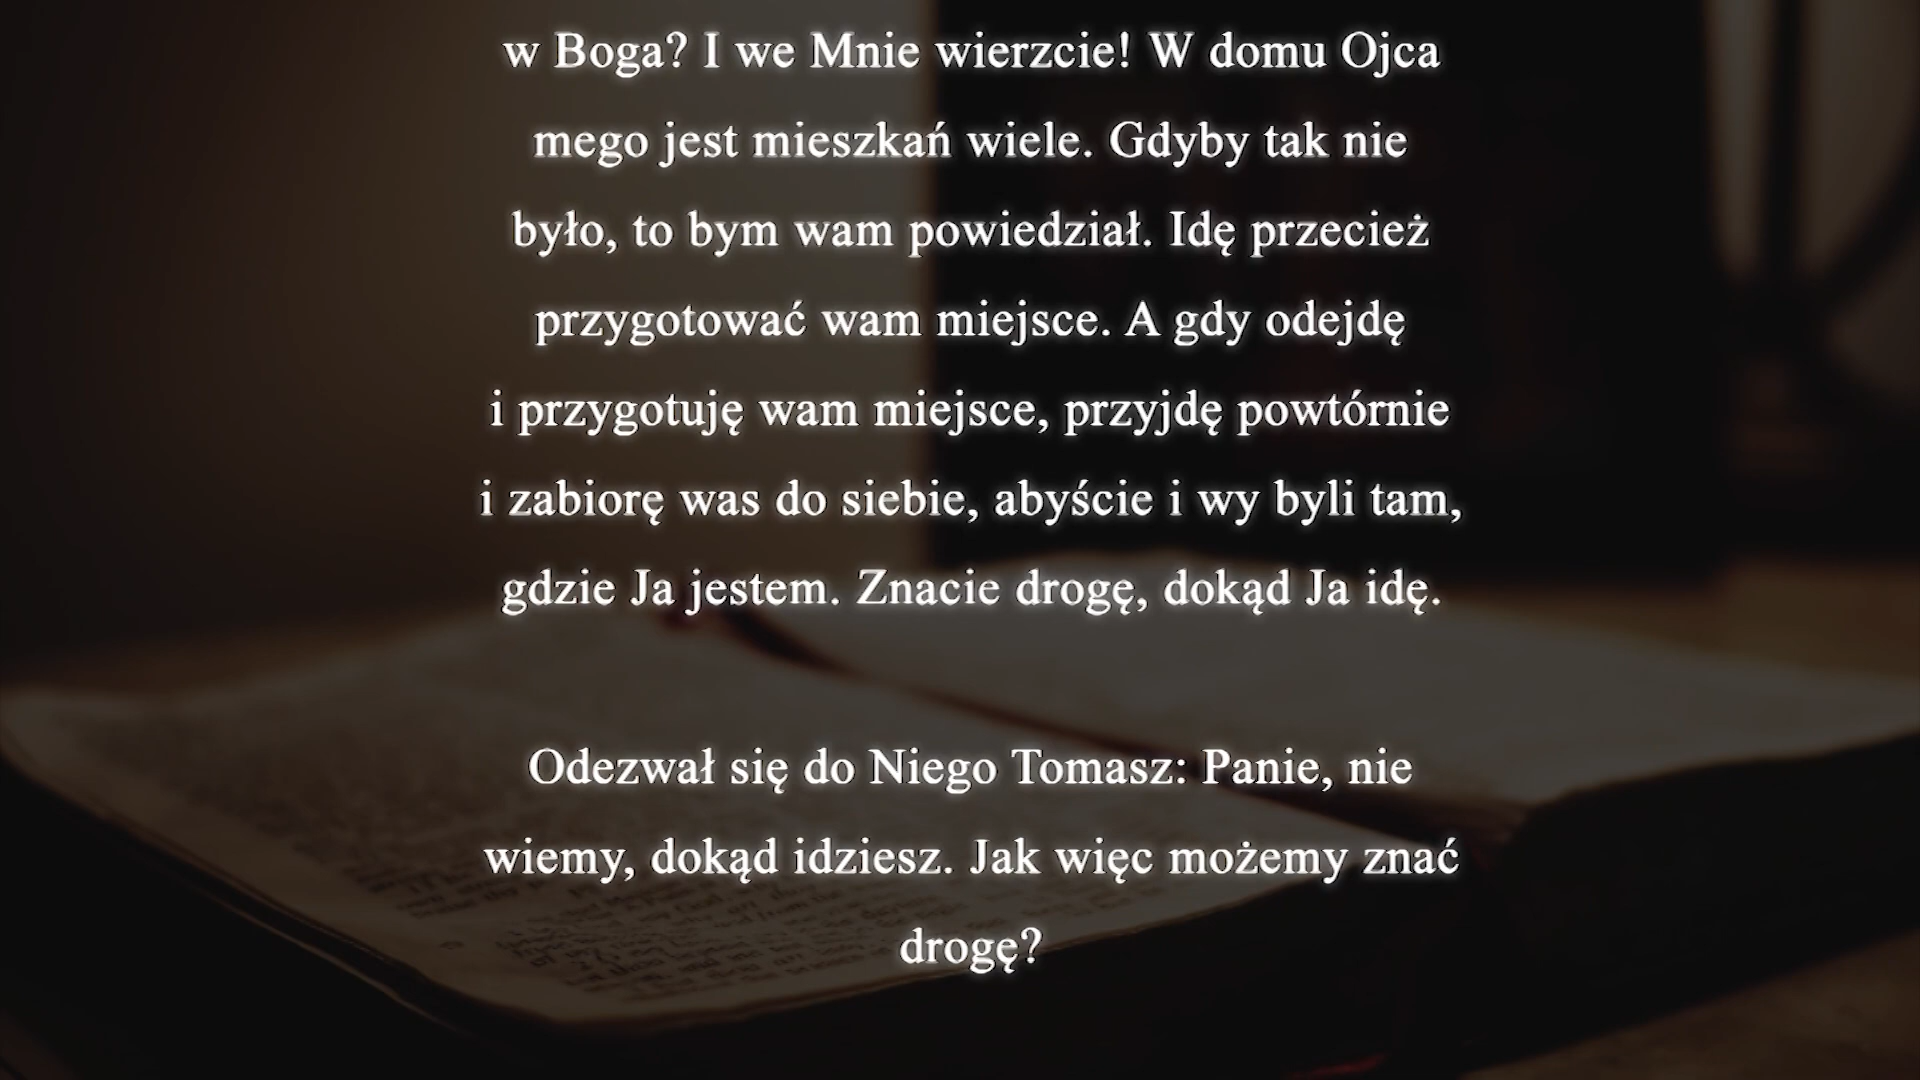 w Boga? I we Mnie wierzcie! W domu Ojca
mego jest mieszkań wiele. Gdyby tak nie
było, to bym wam powiedział. Idę przecież
przygotować wam miejsce. A gdy odejdę
i przygotuję wam miejsce, przyjdę powtórnie
i zabiorę was do siebie, abyście i wy byli tam,
gdzie Ja jestem. Znacie drogę, dokąd Ja idę.
Odezwał się do Niego Tomasz: Panie, nie
wiemy, dokąd idziesz. Jak więc możemy znać
drogę?